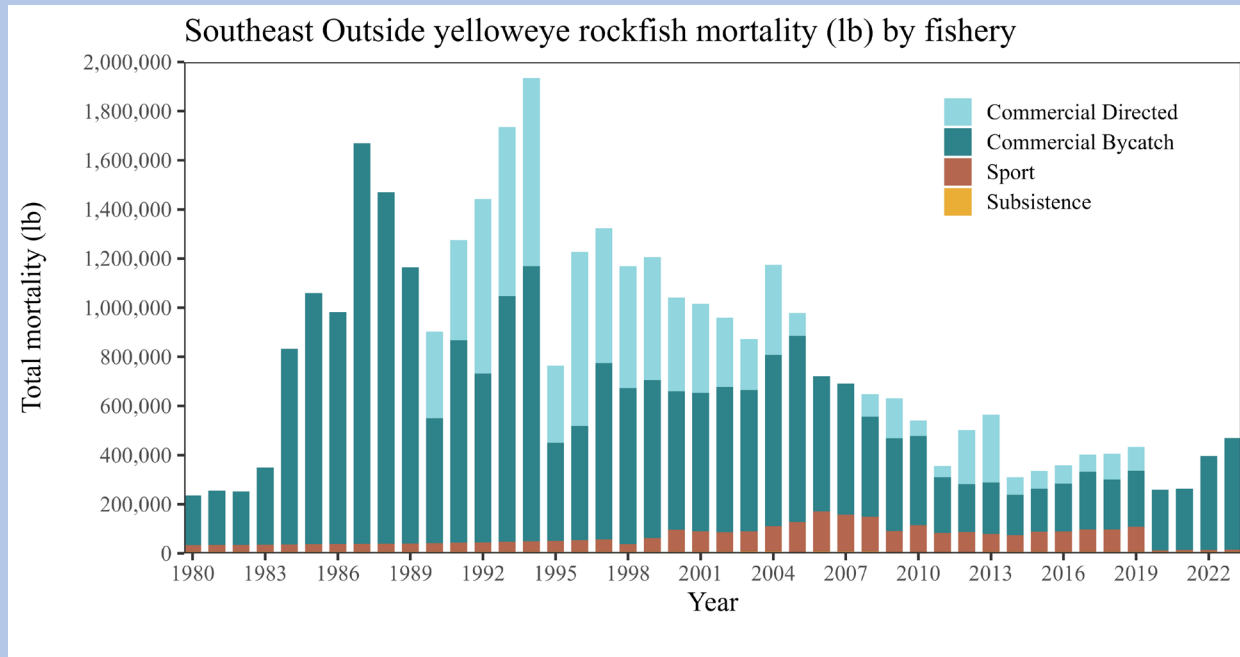 Southeast Outside yelloweye rockfish mortality (lb) by fishery
2,000,000
1,800,000
1,600,000
1,400,000
1,200,000
1,000,000
800,000
600,000
400,000
200,000
0
Total mortality (lb)
Commercial Directed
Commercial Bycatch
Sport
Subsistence
1980 1983 1986 1989 1992 1995 1998 2001 2004 2007 2010 2013 2016 2019 2022
Year